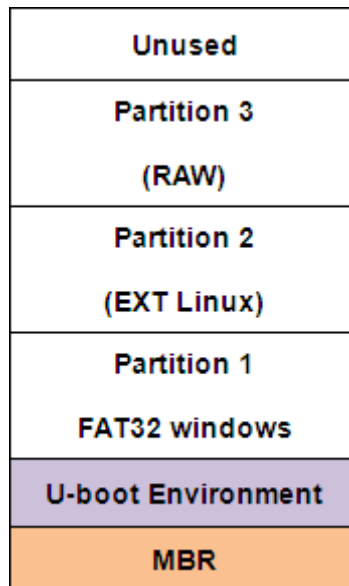 Unused
Partition 3
(RAW)
Partition 2
(EXT Linux)
Partition 1
FAT32 windows
U-boot Environment
MBR